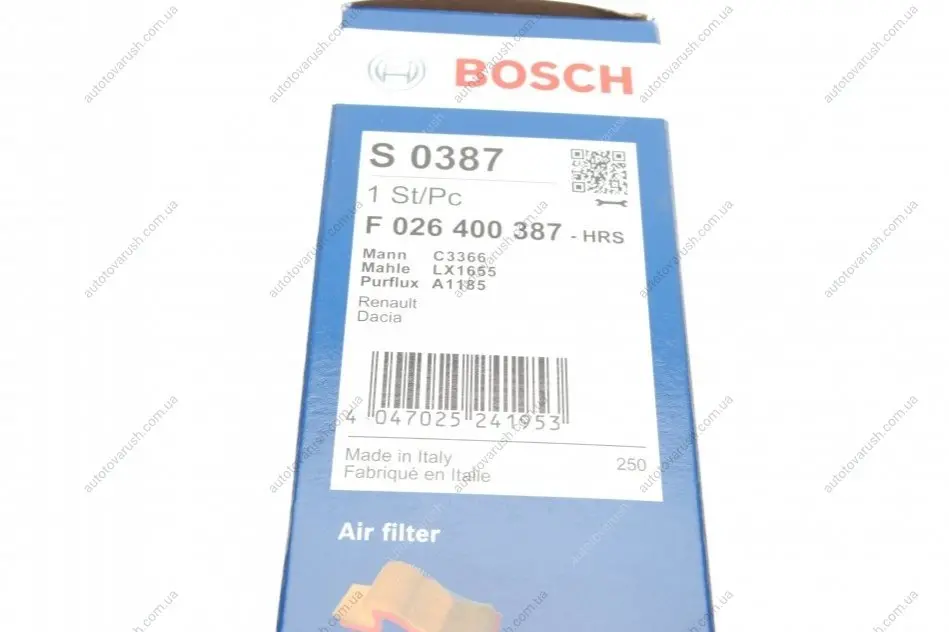 BOSCH
S 0387
1 St/Pc
F 026 400 387 - HRS
Mann C3366
Mahle LX1655
Purflux A1185
Renault
Dacia
4 047025 241953
Made in Italy
Fabriqué en Italie
250
Air filter
autotovarush.com.ua